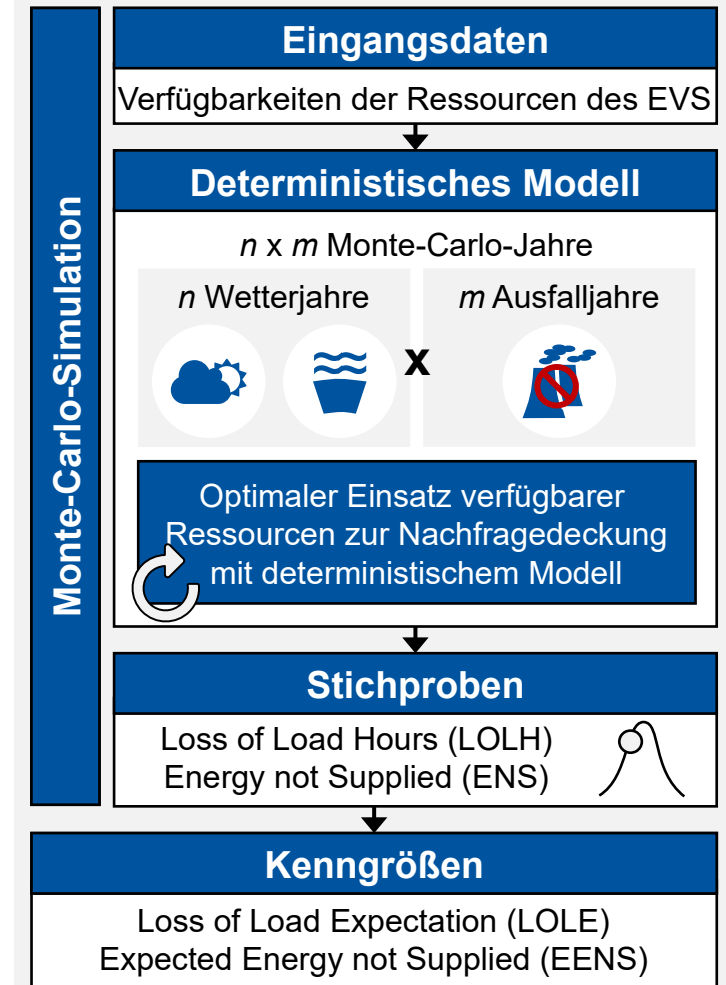 Monte-Carlo-Simulation
Eingangsdaten
Verfügbarkeiten der Ressourcen des EVS
Deterministisches Modell
n x m Monte-Carlo-Jahre
n Wetterjahre
x
m Ausfalljahre
Optimaler Einsatz verfügbarer
Ressourcen zur Nachfragedeckung
mit deterministischem Modell
Stichproben
Loss of Load Hours (LOLH)
Energy not Supplied (ENS)
Kenngrößen
Loss of Load Expectation (LOLE)
Expected Energy not Supplied (EENS)